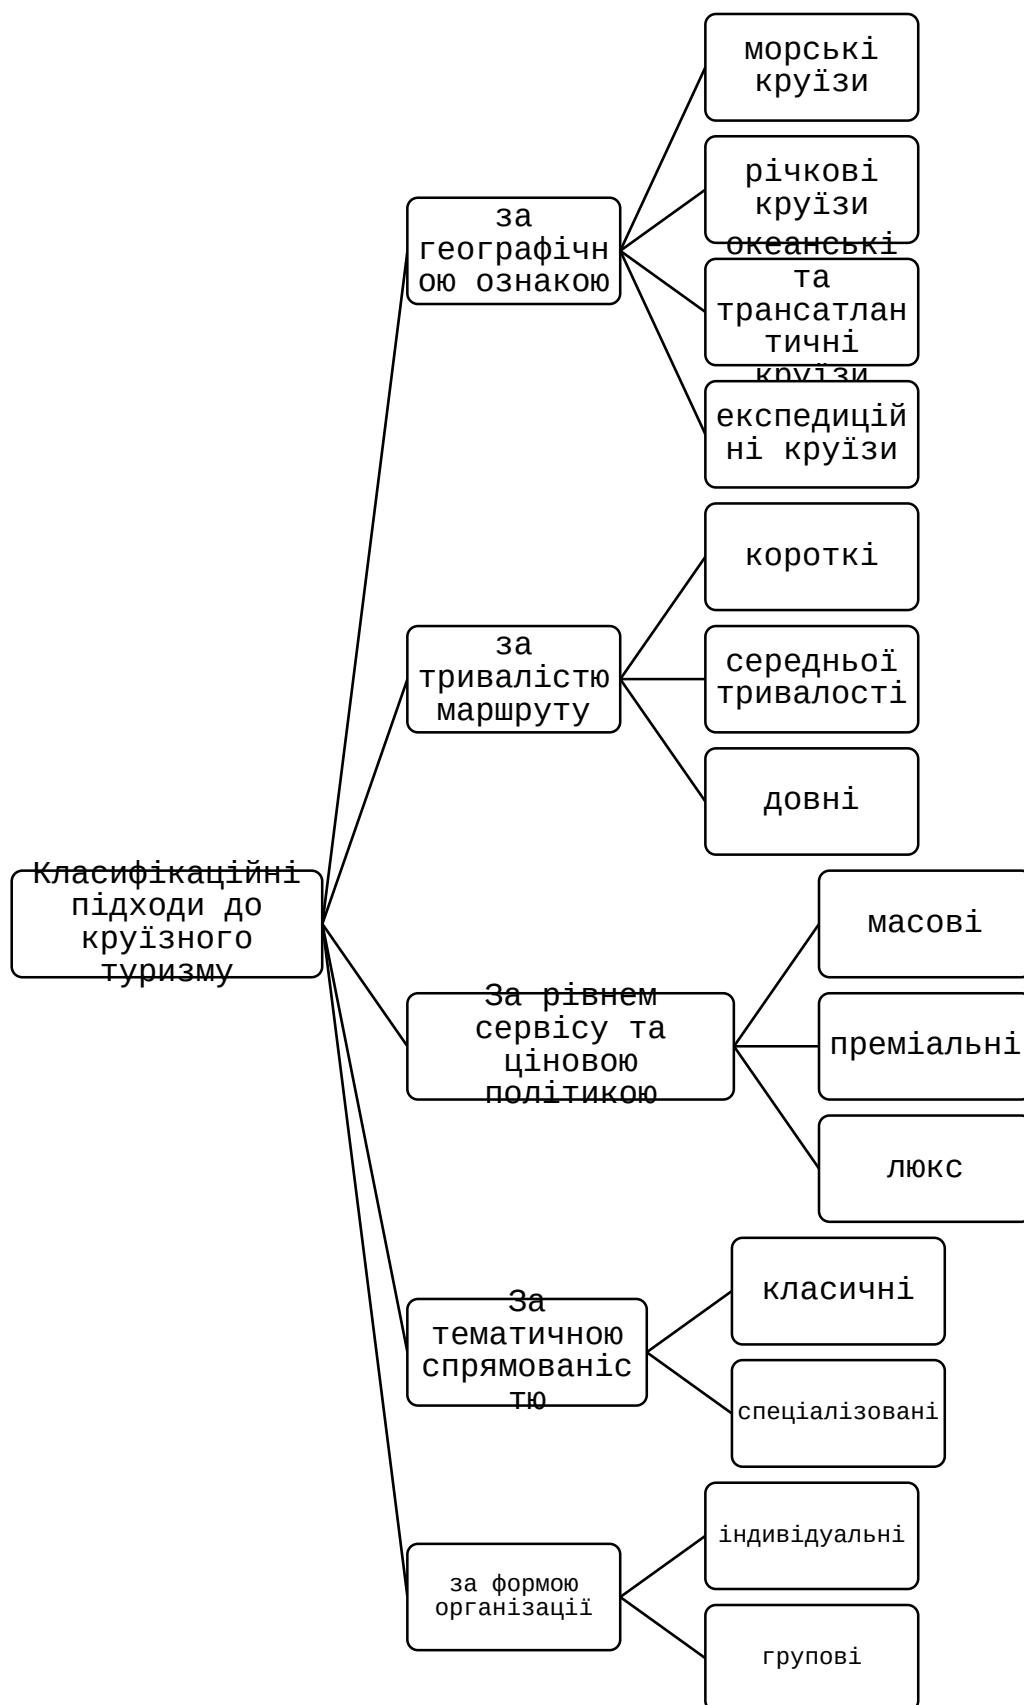 морські
круїзи
річкові
круїзи
за
географічн
ою ознакою
океанські
та
трансатлан
тичні
круїзи
експедицій
ні круїзи
короткі
за
тривалістю
маршруту
середньої
тривалості
довні
Класифікаційні
підходи до
круїзного
туризму
масові
За рівнем
сервісу та
ціновою
політикою
преміальні
люкс
класичні
За
тематичною
спрямованіс
тю
спеціалізовані
індивідуальні
за формою
організації
групові